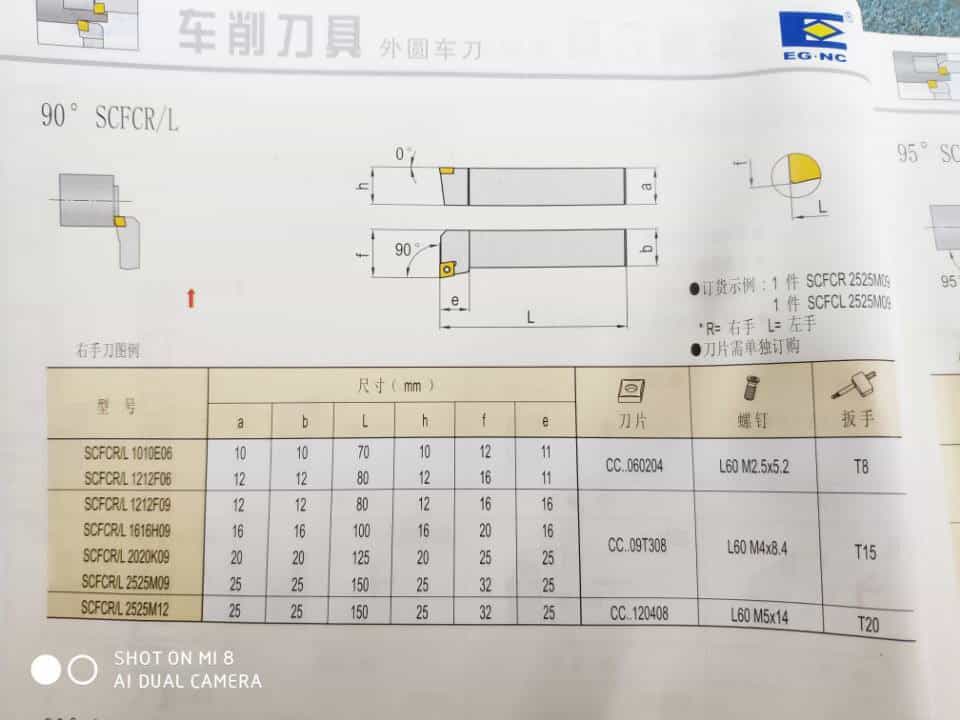 车削刀具 外圆车刀
EG·NC
®
90° SCFCR/L
95° SC
0°
h
a
f
L
f
90°
b
e
L
95°
●订货示例：1 件 SCFCR 2525M09
1 件 SCFCL 2525M09
*R= 右手 L= 左手
●刀片需单独订购
右手刀图例
型 号 尺寸 ( mm ) 刀片 螺钉 扳手
a b L h f e
SCFCR/L 1010E06 10 10 70 10 12 11 CC..060204 L60 M2.5x5.2 T8
SCFCR/L 1212F06 12 12 80 12 16 11
SCFCR/L 1212F09 12 12 80 12 16 16 CC..09T308 L60 M4x8.4 T15
SCFCR/L 1616H09 16 16 100 16 20 16
SCFCR/L 2020K09 20 20 125 20 25 25
SCFCR/L 2525M09 25 25 150 25 32 25
SCFCR/L 2525M12 25 25 150 25 32 25 CC..120408 L60 M5x14 T20
SHOT ON MI 8
AI DUAL CAMERA